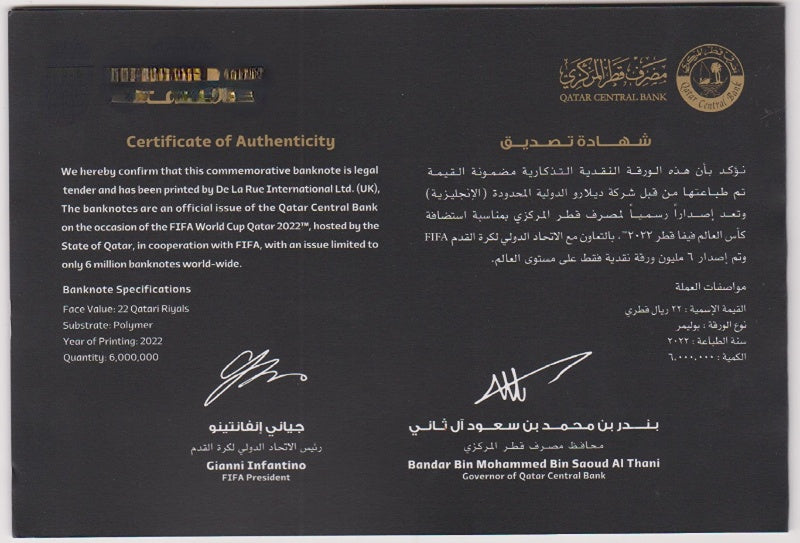 مصرف قطر المركزي
QATAR CENTRAL BANK
مصرف قطر المركزي
Qatar Central Bank
Certificate of Authenticity
We hereby confirm that this commemorative banknote is legal
tender and has been printed by De La Rue International Ltd. (UK),
The banknotes are an official issue of the Qatar Central Bank
on the occasion of the FIFA World Cup Qatar 2022™, hosted by the
State of Qatar, in cooperation with FIFA, with an issue limited to
only 6 million banknotes world-wide.
Banknote Specifications
Face Value: 22 Qatari Riyals
Substrate: Polymer
Year of Printing: 2022
Quantity: 6,000,000
شهادة تصديق
نؤكد بأن هذه الورقة النقدية التذكارية مضمونة القيمة
تم طباعتها من قبل شركة ديلارو الدولية المحدودة (الإنجليزية)
وتعد إصداراً رسمياً لمصرف قطر المركزي بمناسبة استضافة
كأس العالم فيفا قطر ٢٠٢٢™، بالتعاون مع الاتحاد الدولي لكرة القدم FIFA
وتم إصدار ٦ مليون ورقة نقدية فقط على مستوى العالم.
مواصفات العملة
القيمة الإسمية : ٢٢ ريال قطري
نوع الورقة : بوليمر
سنة الطباعة : ٢٠٢٢
الكمية : ٦,٠٠٠,٠٠٠
جياني إنفانتينو
رئيس الاتحاد الدولي لكرة القدم
Gianni Infantino
FIFA President
بندر بن محمد بن سعود آل ثاني
محافظ مصرف قطر المركزي
Bandar Bin Mohammed Bin Saoud Al Thani
Governor of Qatar Central Bank